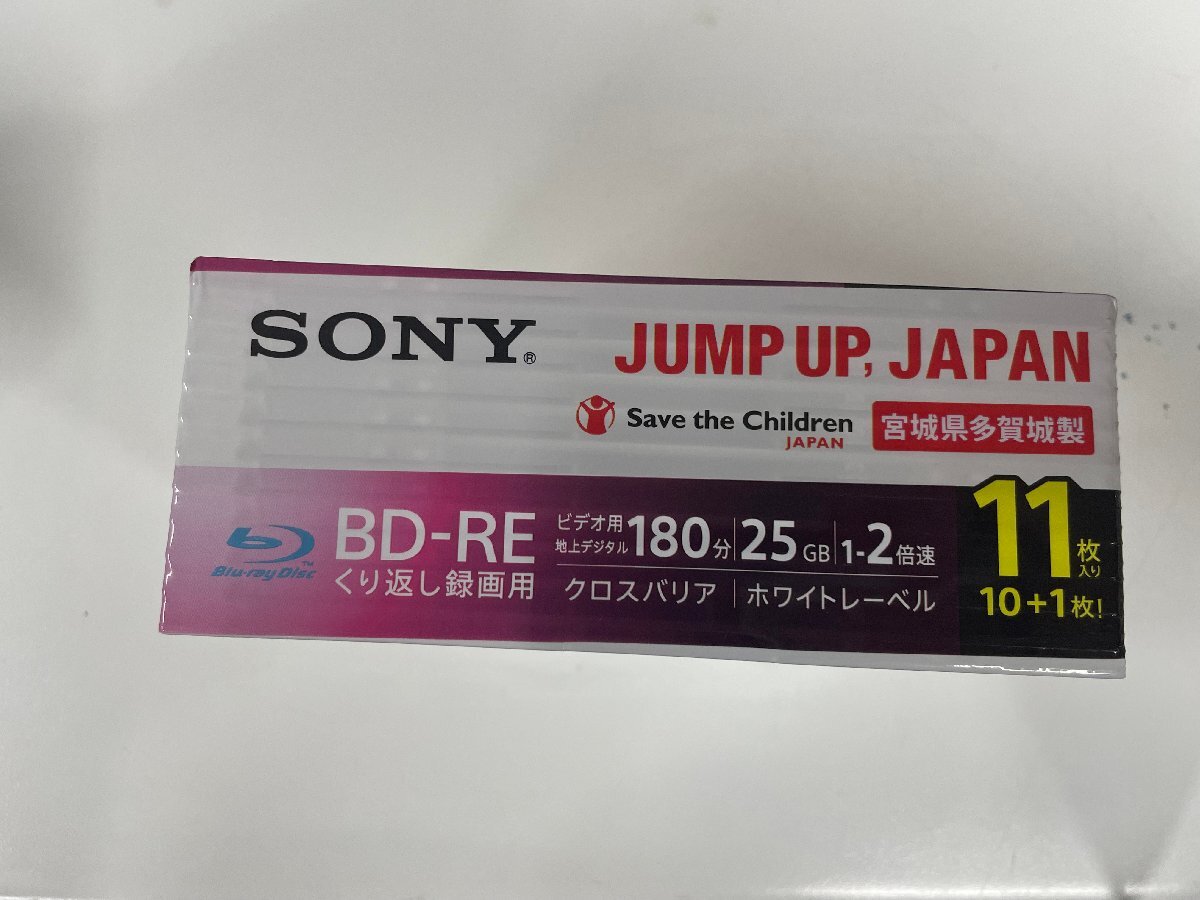 SONY®
JUMP UP, JAPAN
Save the Children
JAPAN
宮城県多賀城製
Blu-ray Disc™
BD-RE
くり返し録画用
ビデオ用
地上デジタル
180分
25GB
1-2倍速
クロスバリア
ホワイトレーベル
11枚入り
10+1枚!